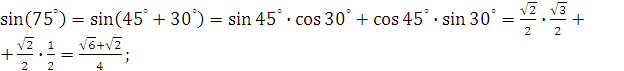 sin(75°) = sin(45° + 30°) = sin 45° · cos 30° + cos 45° · sin 30° = √2/2 · √3/2 +
+ √2/2 · 1/2 = (√6+√2)/4;